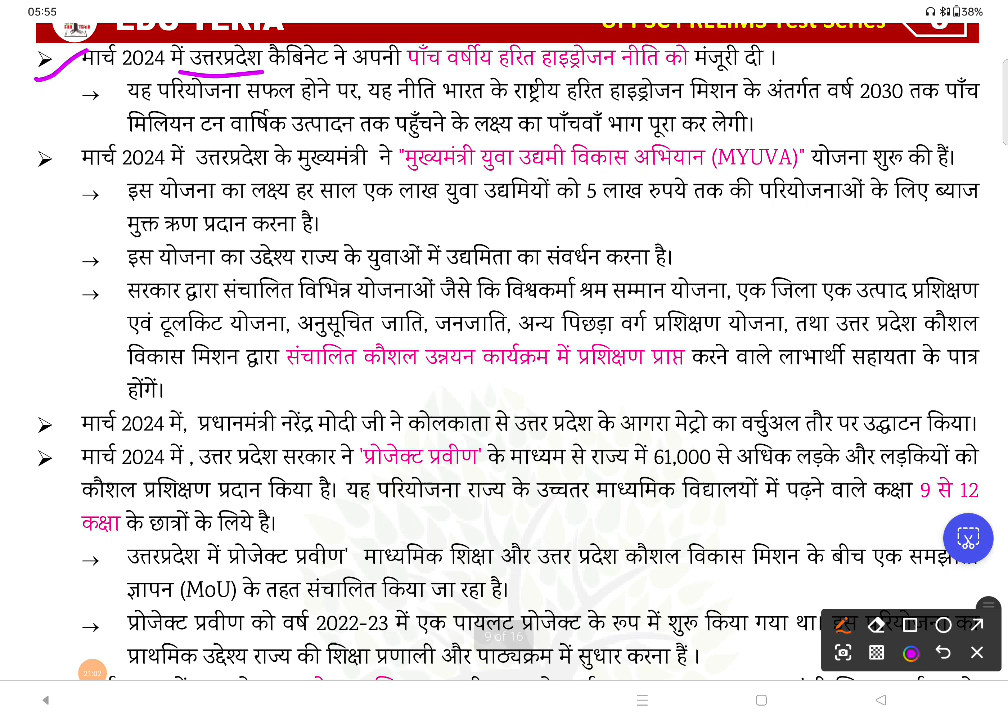 05:55
38%
EDU TERIA
UPPSC PRELIMS Test Series
मार्च 2024 में उत्तरप्रदेश कैबिनेट ने अपनी पाँच वर्षीय हरित हाइड्रोजन नीति को मंजूरी दी ।
यह परियोजना सफल होने पर, यह नीति भारत के राष्ट्रीय हरित हाइड्रोजन मिशन के अंतर्गत वर्ष 2030 तक पाँच
मिलियन टन वार्षिक उत्पादन तक पहुँचने के लक्ष्य का पाँचवाँ भाग पूरा कर लेगी।
मार्च 2024 में उत्तरप्रदेश के मुख्यमंत्री ने "मुख्यमंत्री युवा उद्यमी विकास अभियान (MYUVA)" योजना शुरू की हैं।
इस योजना का लक्ष्य हर साल एक लाख युवा उद्यमियों को 5 लाख रुपये तक की परियोजनाओं के लिए ब्याज
मुक्त ऋण प्रदान करना है।
इस योजना का उद्देश्य राज्य के युवाओं में उद्यमिता का संवर्धन करना है।
सरकार द्वारा संचालित विभिन्न योजनाओं जैसे कि विश्वकर्मा श्रम सम्मान योजना, एक जिला एक उत्पाद प्रशिक्षण
एवं टूलकिट योजना, अनुसूचित जाति, जनजाति, अन्य पिछड़ा वर्ग प्रशिक्षण योजना, तथा उत्तर प्रदेश कौशल
विकास मिशन द्वारा संचालित कौशल उन्नयन कार्यक्रम में प्रशिक्षण प्राप्त करने वाले लाभार्थी सहायता के पात्र
होंगें।
मार्च 2024 में, प्रधानमंत्री नरेंद्र मोदी जी ने कोलकाता से उत्तर प्रदेश के आगरा मेट्रो का वर्चुअल तौर पर उद्घाटन किया।
मार्च 2024 में , उत्तर प्रदेश सरकार ने 'प्रोजेक्ट प्रवीण' के माध्यम से राज्य में 61,000 से अधिक लड़के और लड़कियों को
कौशल प्रशिक्षण प्रदान किया है। यह परियोजना राज्य के उच्चतर माध्यमिक विद्यालयों में पढ़ने वाले कक्षा 9 से 12
कक्षा के छात्रों के लिये है।
उत्तरप्रदेश में प्रोजेक्ट प्रवीण' माध्यमिक शिक्षा और उत्तर प्रदेश कौशल विकास मिशन के बीच एक
ज्ञापन (MoU) के तहत संचालित किया जा रहा है।
प्रोजेक्ट प्रवीण को वर्ष 2022-23 में एक पायलट प्रोजेक्ट के रूप में शुरू किया गया था।
9 of 16
प्राथमिक उद्देश्य राज्य की शिक्षा प्रणाली और पाठ्यक्रम में सुधार करना हैं ।